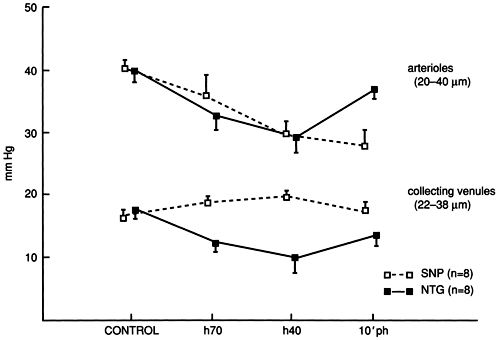 50
40
30
20
10
mm Hg
arterioles
(20–40 μm)
collecting venules
(22–38 μm)
SNP (n=8)
NTG (n=8)
CONTROL
h70
h40
10′ph